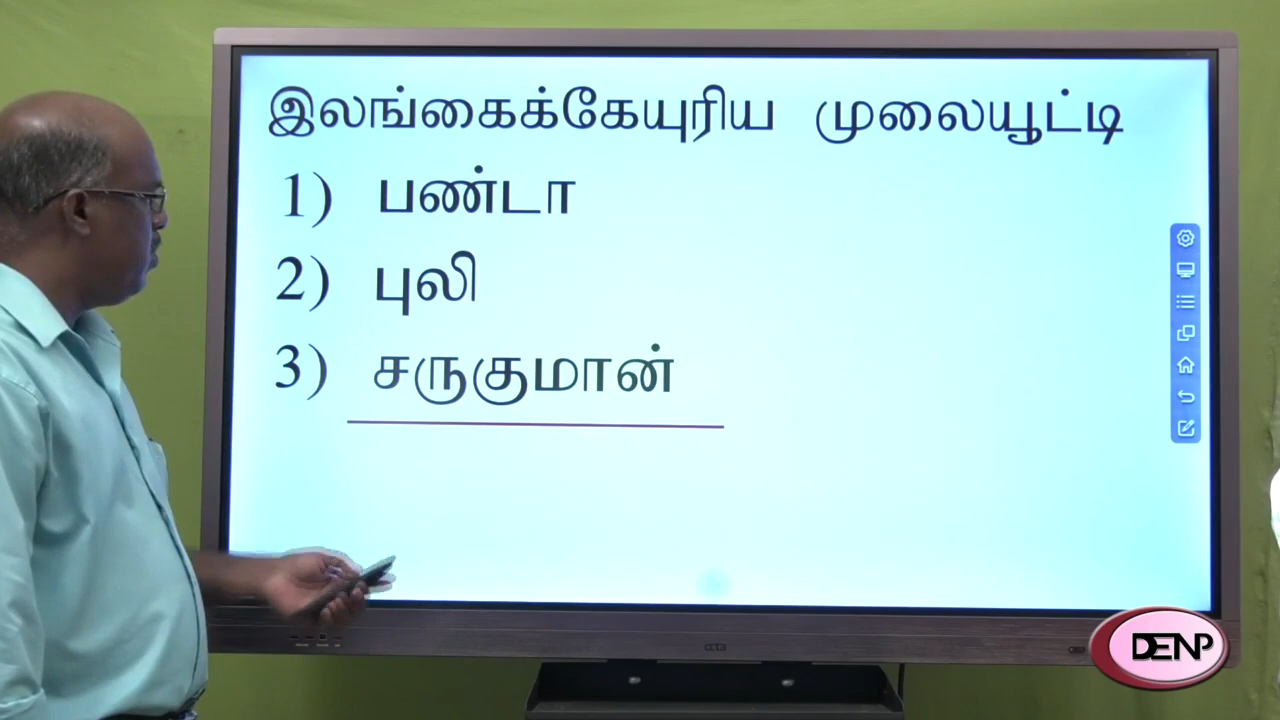 இலங்கைக்கேயுரிய முலையூட்டி
1) பண்டா
2) புலி
3) சருகுமான்
DENP